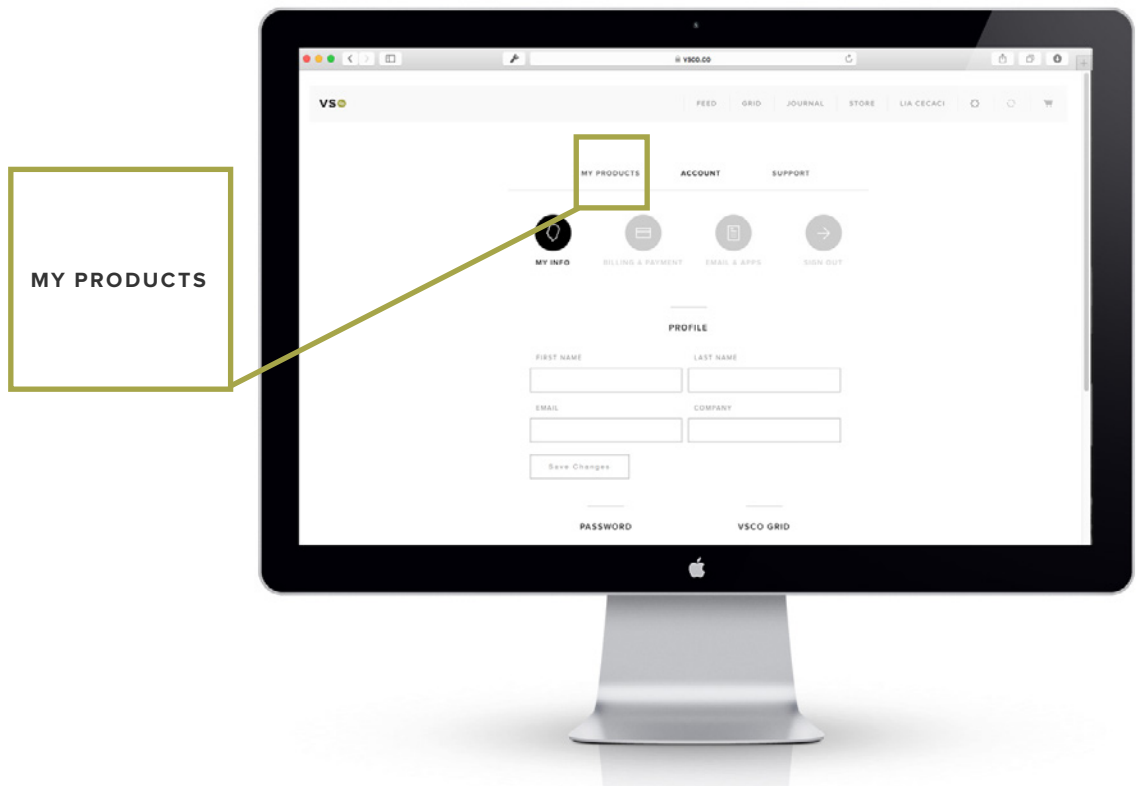 vsco.co
VSCO
FEED
GRID
JOURNAL
STORE
LIA CECACI
MY PRODUCTS
ACCOUNT
SUPPORT
MY PRODUCTS
MY INFO
BILLING & PAYMENT
EMAIL & APPS
SIGN OUT
PROFILE
FIRST NAME
LAST NAME
EMAIL
COMPANY
Save Changes
PASSWORD
VSCO GRID